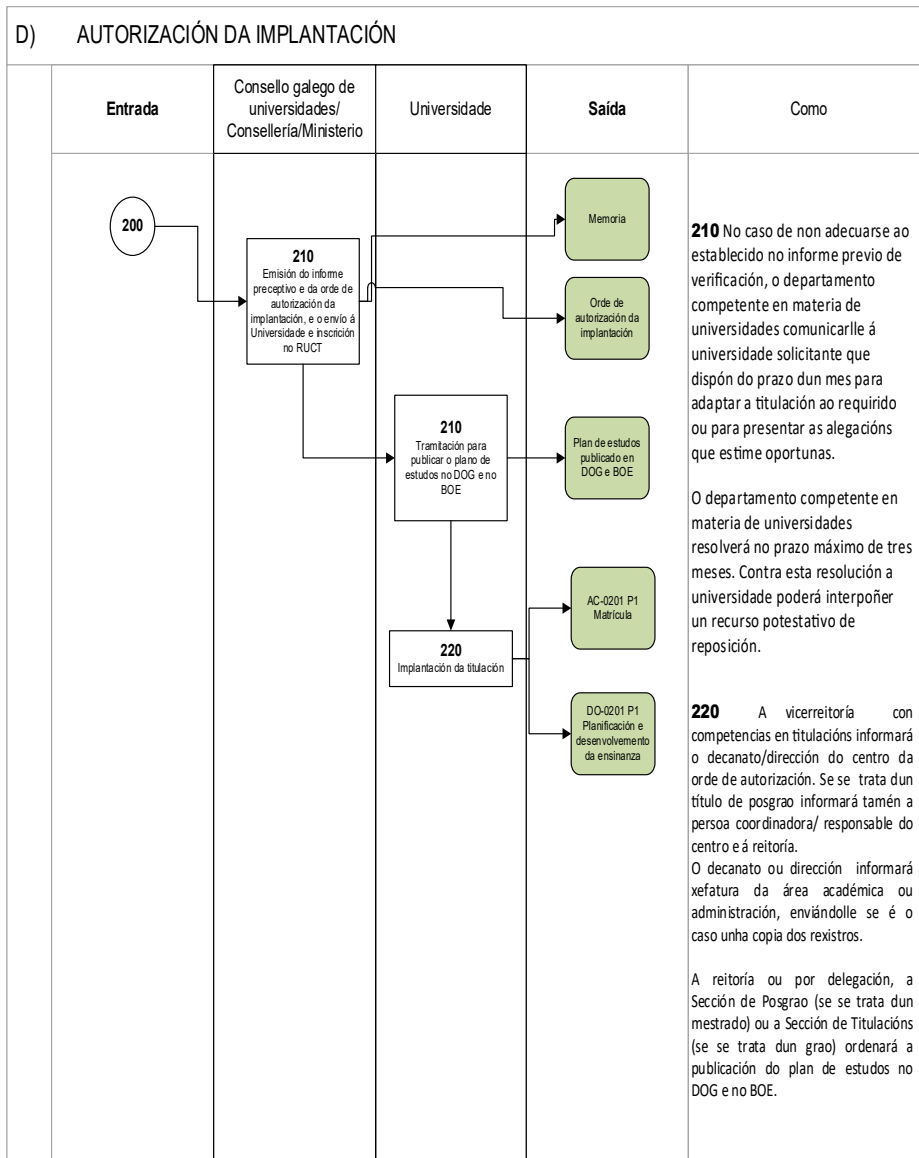 D) AUTORIZACIÓN DA IMPLANTACIÓN
Entrada
Consello galego de
universidades/
Consellería/Ministerio
Universidade
Saída
Como
200
210
Emisión do informe
preceptivo e da orde de
autorización da
implantación, e o envío á
Universidade e inscrición
no RUCT
Memoria
Orde de
autorización da
implantación
210
Tramitación para
publicar o plano de
estudos no DOG e no
BOE
Plan de estudos
publicado en
DOG e BOE
220
Implantación da titulación
AC-0201 P1
Matrícula
DO-0201 P1
Planificación e
desenvolvemento
da ensinanza
210 No caso de non adecuarse ao
establecido no informe previo de
verificación, o departamento
competente en materia de
universidades comunicarlle á
universidade solicitante que
dispón do prazo dun mes para
adaptar a titulación ao requirido
ou para presentar as alegacións
que estime oportunas.
O departamento competente en
materia de universidades
resolverá no prazo máximo de tres
meses. Contra esta resolución a
universidade poderá interpoñer
un recurso potestativo de
reposición.
220 A vicerreitoría con
competencias en titulacións informará
o decanato/dirección do centro da
orde de autorización. Se se trata dun
título de posgrao informará tamén a
persoa coordinadora/ responsable do
centro e á reitoría.
O decanato ou dirección informará
xefatura da área académica ou
administración, enviándolle se é o
caso unha copia dos rexistros.
A reitoría ou por delegación, a
Sección de Posgrao (se se trata dun
mestrado) ou a Sección de Titulacións
(se se trata dun grao) ordenará a
publicación do plan de estudos no
DOG e no BOE.